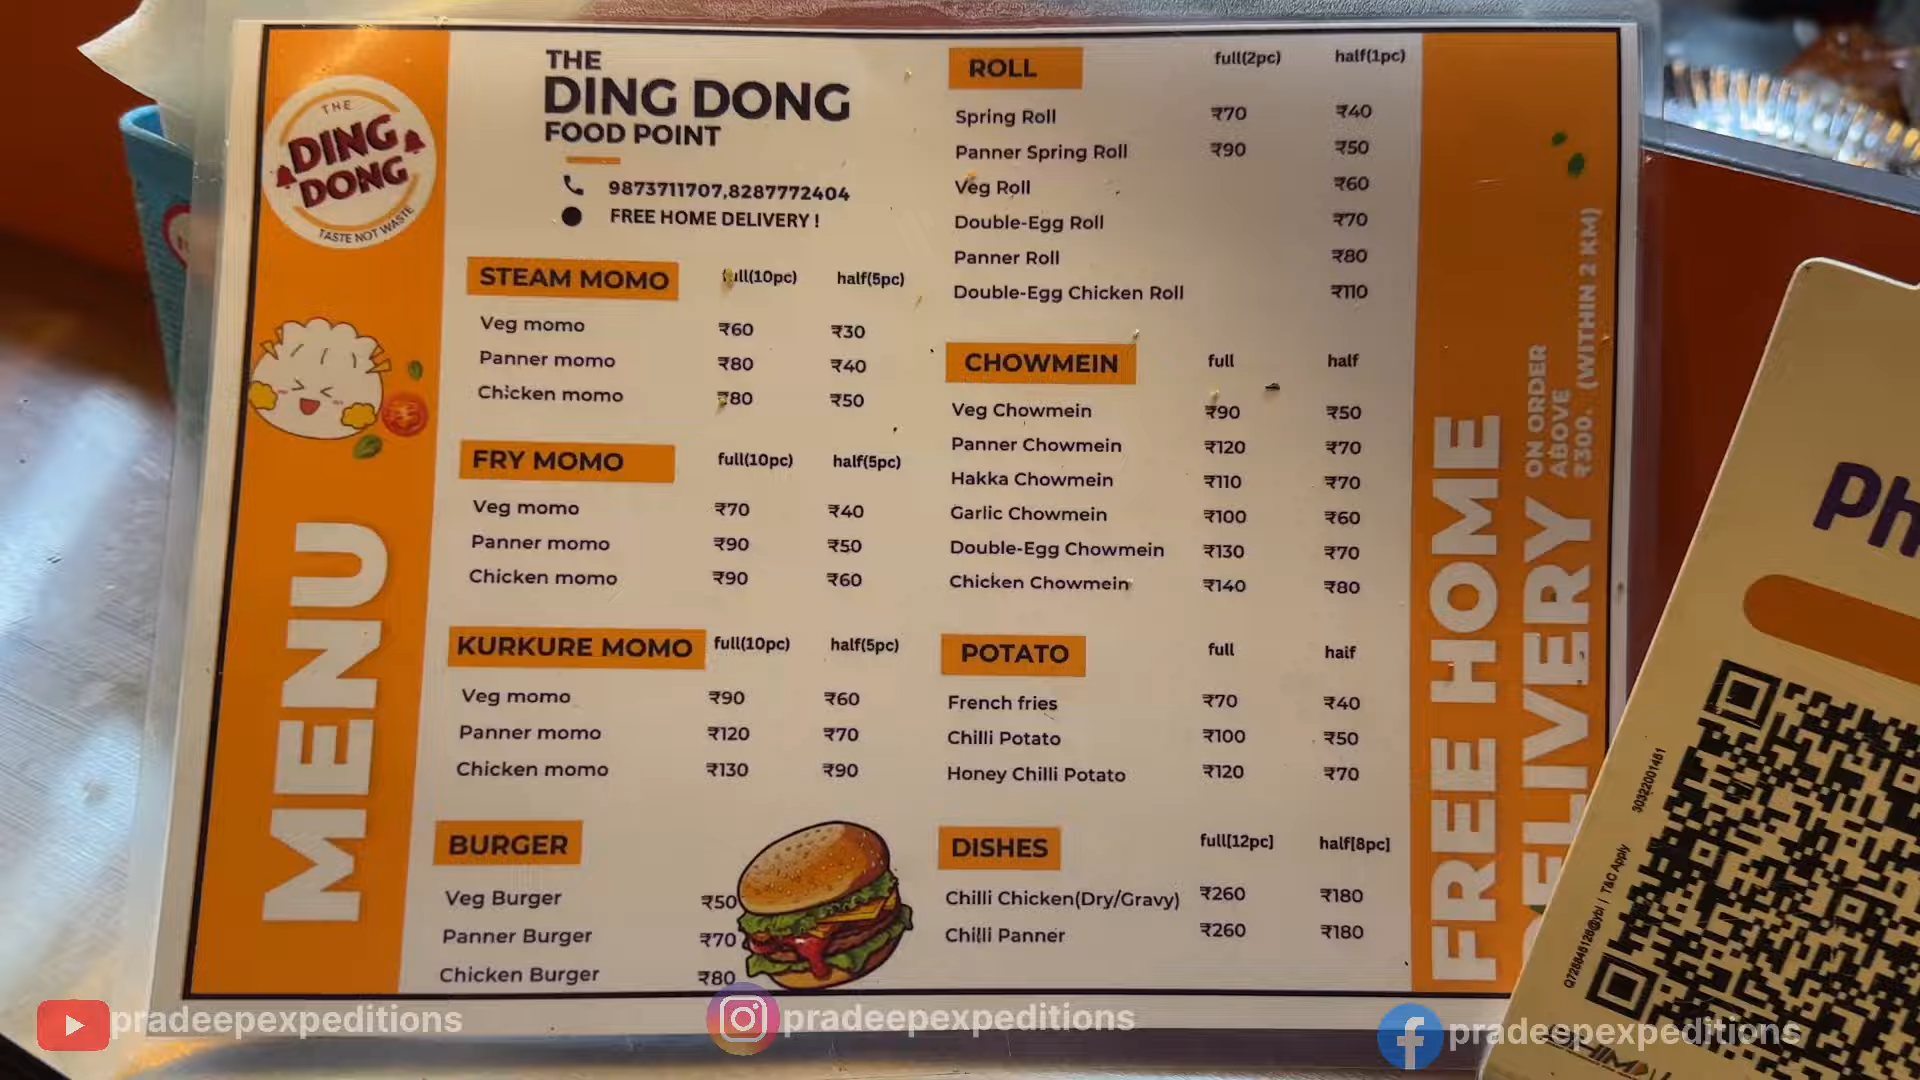 THE
DING
DONG
TASTE NOT WASTE
MENU
THE
DING DONG
FOOD POINT
9873711707,8287772404
FREE HOME DELIVERY !
STEAM MOMO full(10pc) half(5pc)
Veg momo ₹60 ₹30
Panner momo ₹80 ₹40
Chicken momo ₹80 ₹50
FRY MOMO full(10pc) half(5pc)
Veg momo ₹70 ₹40
Panner momo ₹90 ₹50
Chicken momo ₹90 ₹60
KURKURE MOMO full(10pc) half(5pc)
Veg momo ₹90 ₹60
Panner momo ₹120 ₹70
Chicken momo ₹130 ₹90
BURGER
Veg Burger ₹50
Panner Burger ₹70
Chicken Burger ₹80
ROLL full(2pc) half(1pc)
Spring Roll ₹70 ₹40
Panner Spring Roll ₹90 ₹50
Veg Roll ₹60
Double-Egg Roll ₹70
Panner Roll ₹80
Double-Egg Chicken Roll ₹110
CHOWMEIN full half
Veg Chowmein ₹90 ₹50
Panner Chowmein ₹120 ₹70
Hakka Chowmein ₹110 ₹70
Garlic Chowmein ₹100 ₹60
Double-Egg Chowmein ₹130 ₹70
Chicken Chowmein ₹140 ₹80
POTATO full half
French fries ₹70 ₹40
Chilli Potato ₹100 ₹50
Honey Chilli Potato ₹120 ₹70
DISHES full[12pc] half[8pc]
Chilli Chicken(Dry/Gravy) ₹260 ₹180
Chilli Panner ₹260 ₹180
FREE HOME
DELIVERY
ON ORDER
ABOVE
₹300. (WITHIN 2 KM)
Ph
T&C Apply
30322001461
pradeepexpeditions
pradeepexpeditions
pradeepexpeditions